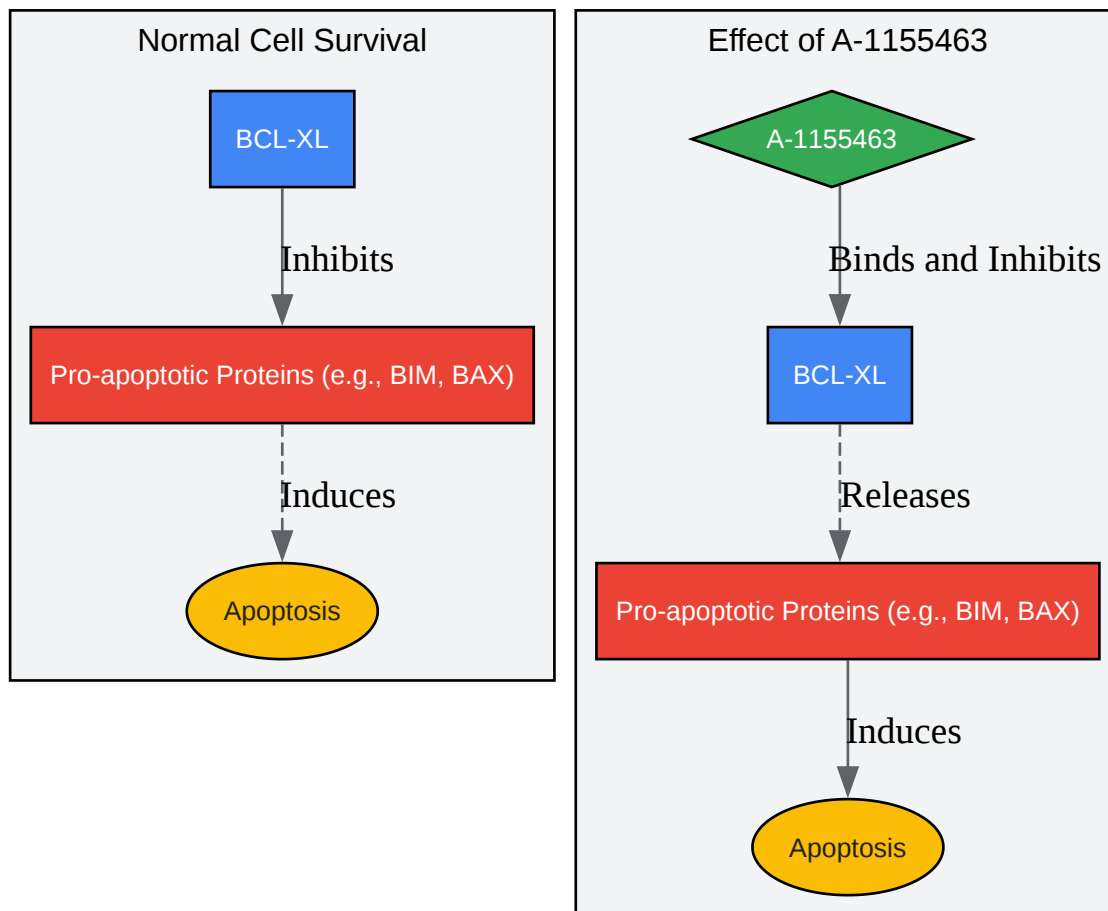 Normal Cell Survival
BCL-XL
Inhibits
Pro-apoptotic Proteins (e.g., BIM, BAX)
Induces
Apoptosis
Effect of A-1155463
A-1155463
Binds and Inhibits
BCL-XL
Releases
Pro-apoptotic Proteins (e.g., BIM, BAX)
Induces
Apoptosis